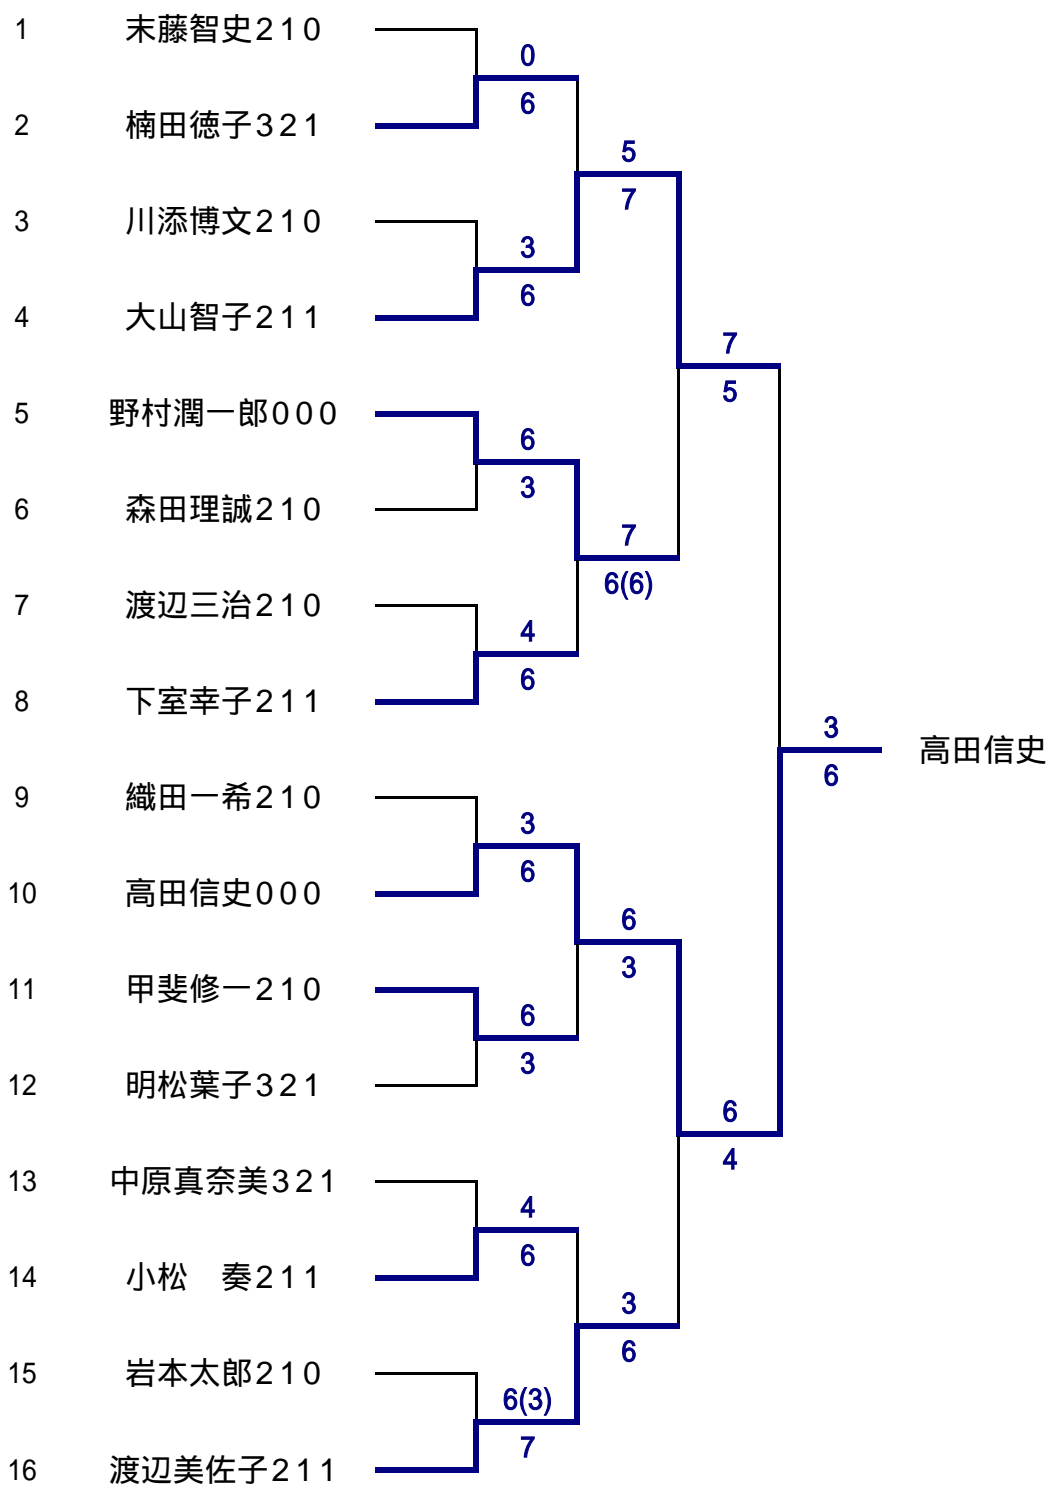 1 末藤智史210
0
6
2 楠田徳子321
5
7
3 川添博文210
3
6
4 大山智子211
7
5
5 野村潤一郎000
6
3
6 森田理誠210
7
6(6)
7 渡辺三治210
4
6
8 下室幸子211
3
6
高田信史
9 織田一希210
3
6
10 高田信史000
6
3
11 甲斐修一210
6
3
12 明松葉子321
6
4
13 中原真奈美321
4
6
14 小松　奏211
3
6
15 岩本太郎210
6(3)
7
16 渡辺美佐子211